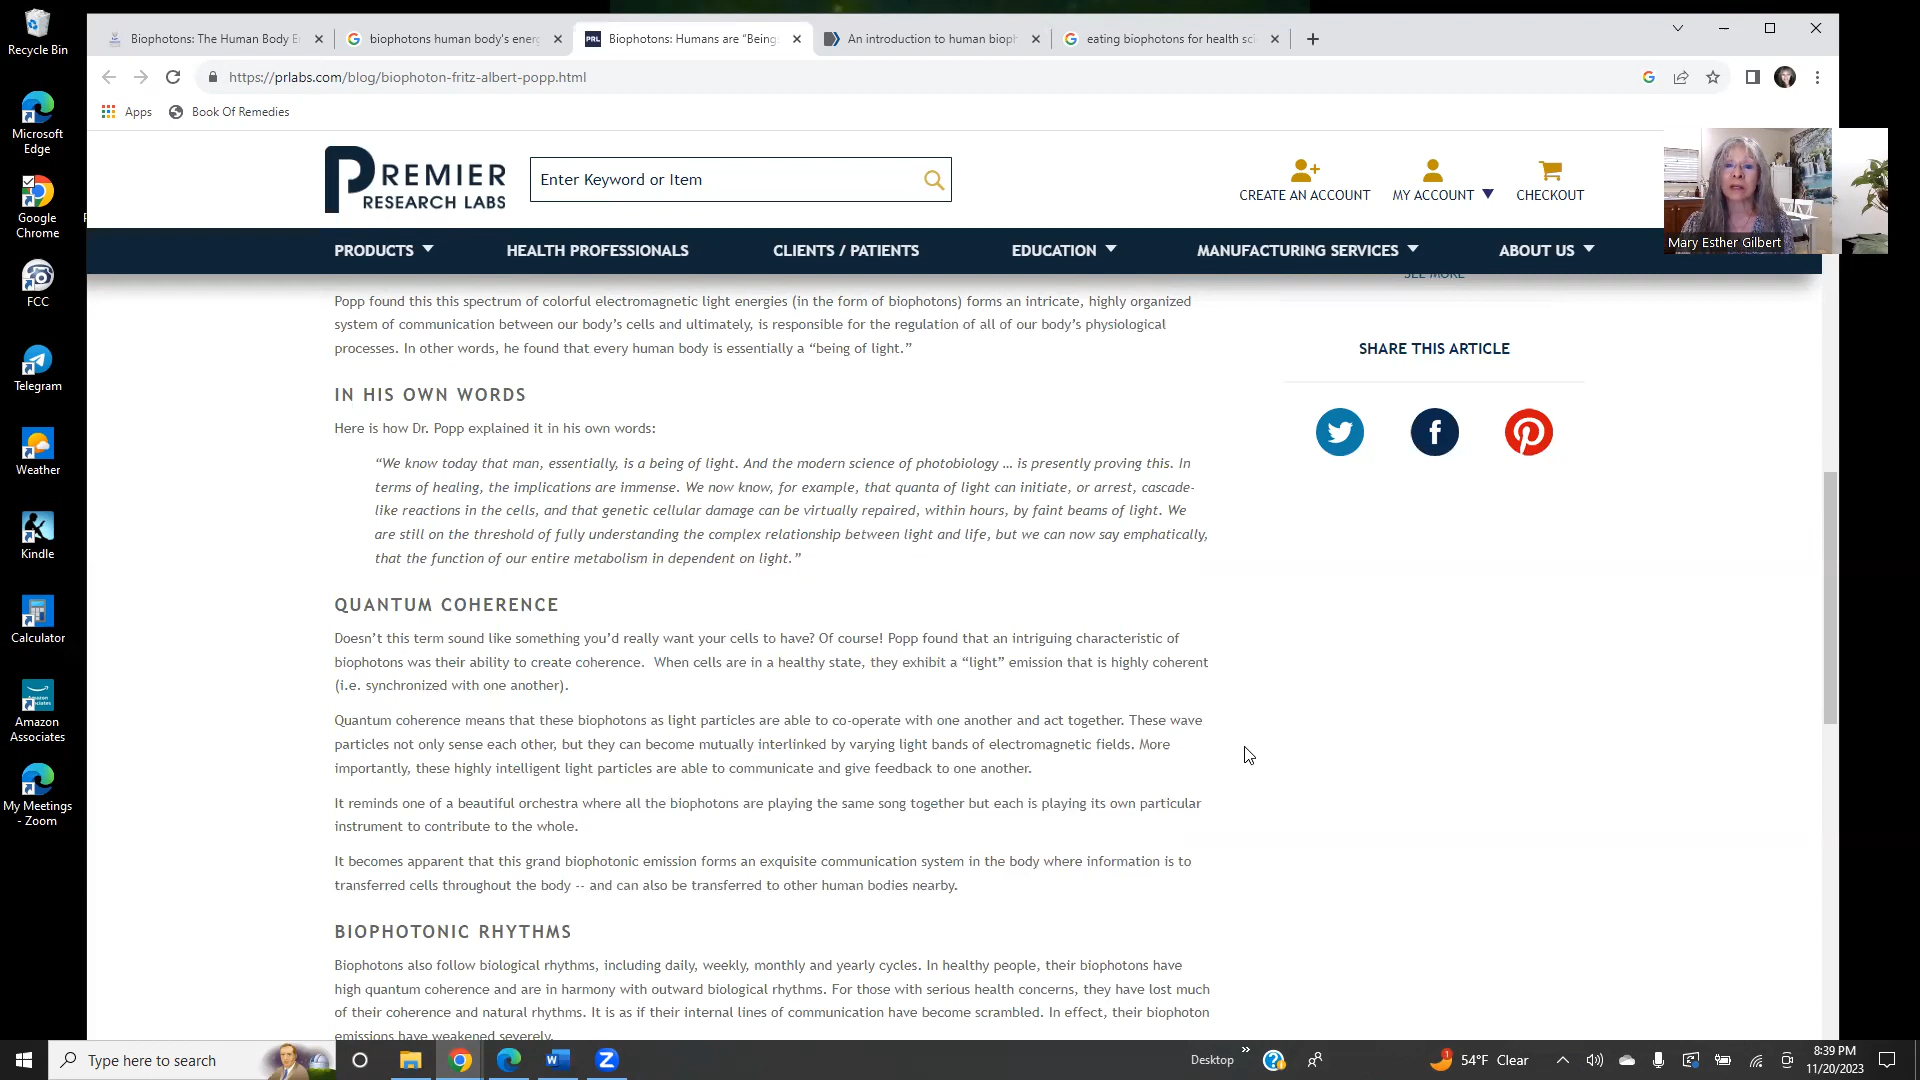 Recycle Bin
Microsoft
Edge
Google
Chrome
FCC
Telegram
Weather
Kindle
Calculator
Amazon
Associates
My Meetings
- Zoom
Biophotons: The Human Body E
biophotons human body's energ
Biophotons: Humans are "Being
An introduction to human bioph
eating biophotons for health sci
https://prlabs.com/blog/biophoton-fritz-albert-popp.html
Apps
Book Of Remedies
PREMIER
RESEARCH LABS
Enter Keyword or Item
CREATE AN ACCOUNT
MY ACCOUNT
CHECKOUT
Mary Esther Gilbert
PRODUCTS
HEALTH PROFESSIONALS
CLIENTS / PATIENTS
EDUCATION
MANUFACTURING SERVICES
ABOUT US
SEE MORE
Popp found this this spectrum of colorful electromagnetic light energies (in the form of biophotons) forms an intricate, highly organized
system of communication between our body's cells and ultimately, is responsible for the regulation of all of our body's physiological
processes. In other words, he found that every human body is essentially a “being of light.”
SHARE THIS ARTICLE
IN HIS OWN WORDS
Here is how Dr. Popp explained it in his own words:
“We know today that man, essentially, is a being of light. And the modern science of photobiology … is presently proving this. In
terms of healing, the implications are immense. We now know, for example, that quanta of light can initiate, or arrest, cascade-
like reactions in the cells, and that genetic cellular damage can be virtually repaired, within hours, by faint beams of light. We
are still on the threshold of fully understanding the complex relationship between light and life, but we can now say emphatically,
that the function of our entire metabolism in dependent on light.”
QUANTUM COHERENCE
Doesn't this term sound like something you'd really want your cells to have? Of course! Popp found that an intriguing characteristic of
biophotons was their ability to create coherence. When cells are in a healthy state, they exhibit a “light” emission that is highly coherent
(i.e. synchronized with one another).
Quantum coherence means that these biophotons as light particles are able to co-operate with one another and act together. These wave
particles not only sense each other, but they can become mutually interlinked by varying light bands of electromagnetic fields. More
importantly, these highly intelligent light particles are able to communicate and give feedback to one another.
It reminds one of a beautiful orchestra where all the biophotons are playing the same song together but each is playing its own particular
instrument to contribute to the whole.
It becomes apparent that this grand biophotonic emission forms an exquisite communication system in the body where information is to
transferred cells throughout the body -- and can also be transferred to other human bodies nearby.
BIOPHOTONIC RHYTHMS
Biophotons also follow biological rhythms, including daily, weekly, monthly and yearly cycles. In healthy people, their biophotons have
high quantum coherence and are in harmony with outward biological rhythms. For those with serious health concerns, they have lost much
of their coherence and natural rhythms. It is as if their internal lines of communication have become scrambled. In effect, their biophoton
emissions have weakened severely.
Type here to search
Desktop
54°F Clear
8:39 PM
11/20/2023